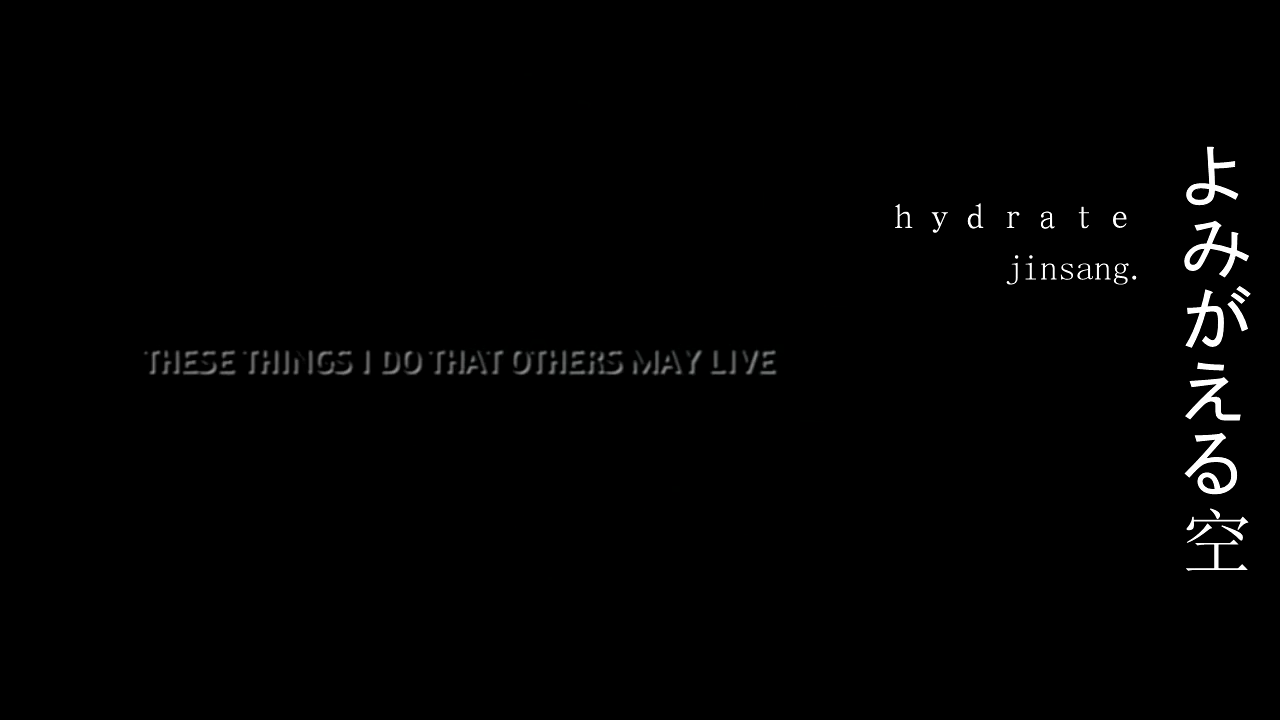 よみがえる空
h y d r a t e
jinsang.
THESE THINGS I DO THAT OTHERS MAY LIVE